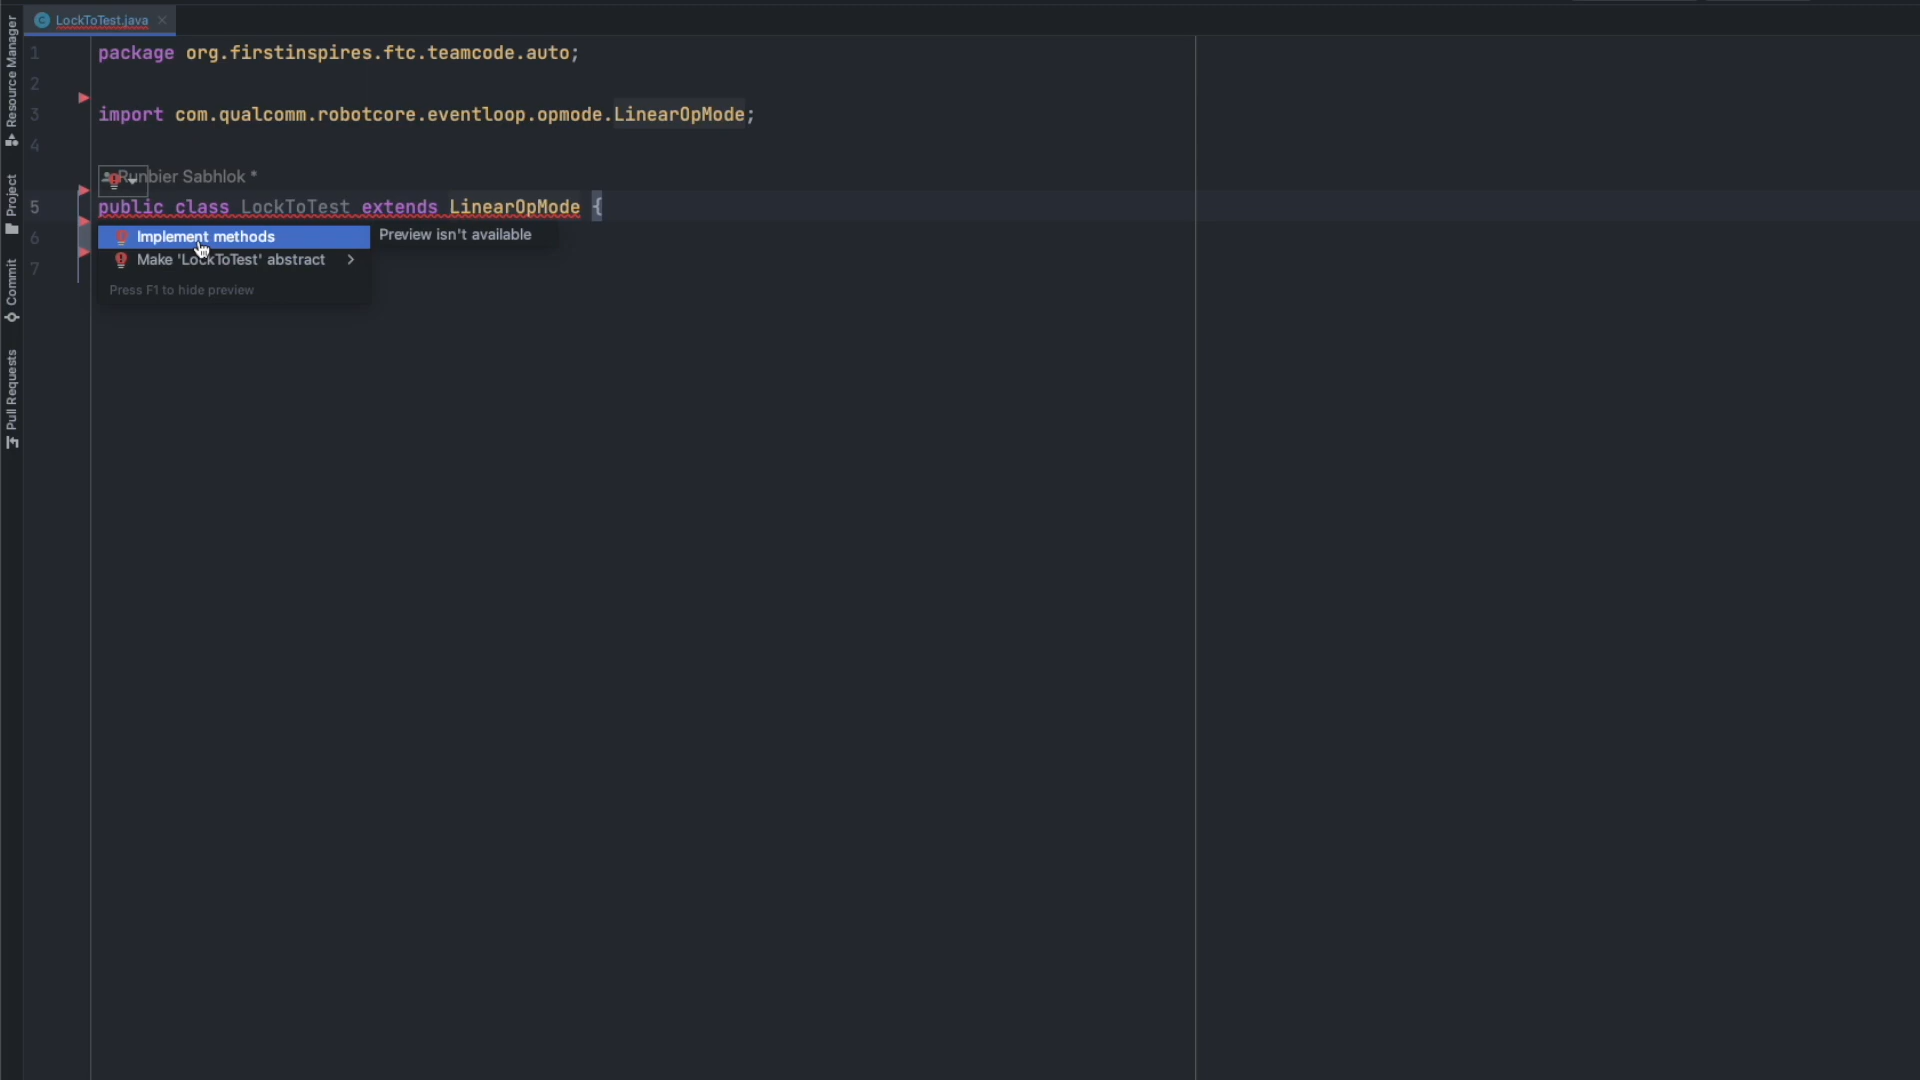 LockToTest.java
Resource Manager
Project
Commit
Pull Requests
1 package org.firstinspires.ftc.teamcode.auto;
2
3 import com.qualcomm.robotcore.eventloop.opmode.LinearOpMode;
4
Runbier Sabhlok *
5 public class LockToTest extends LinearOpMode {
6
7
Implement methods
Preview isn't available
Make 'LockToTest' abstract
Press F1 to hide preview